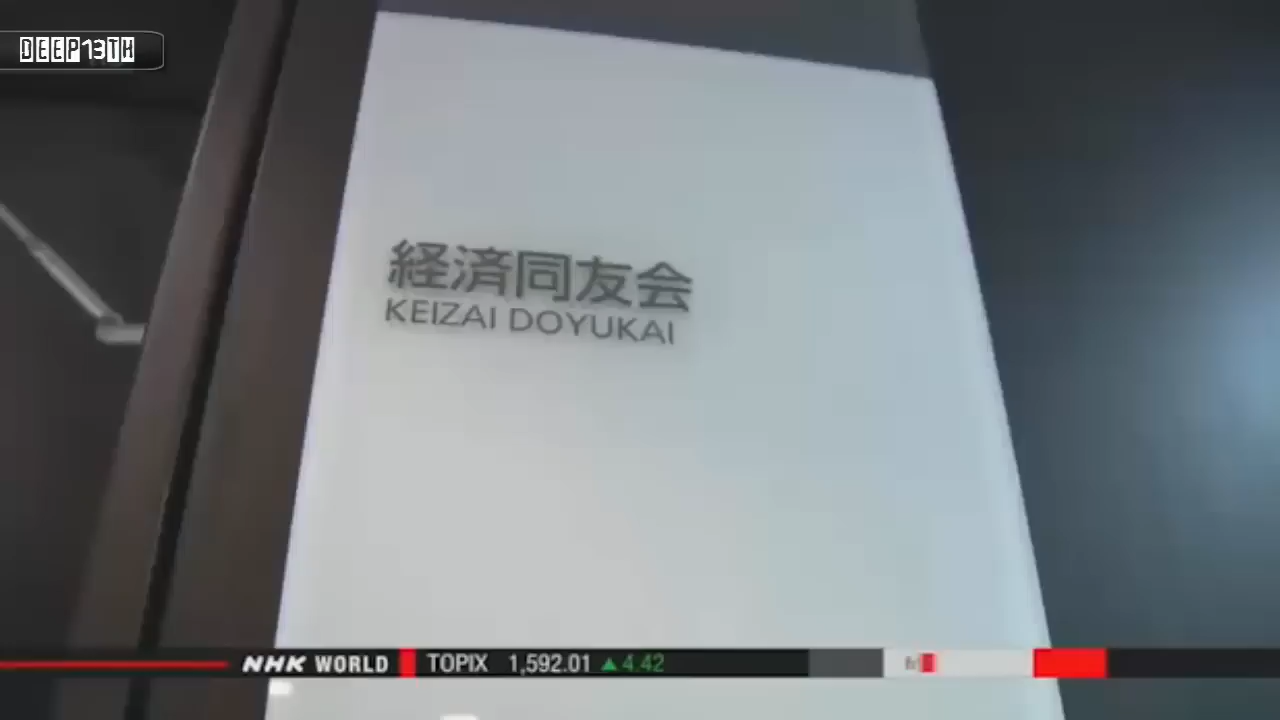 DEEP13TH
経済同友会
KEIZAI DOYUKAI
NHK WORLD TOPIX 1,592.01 ▲4.42